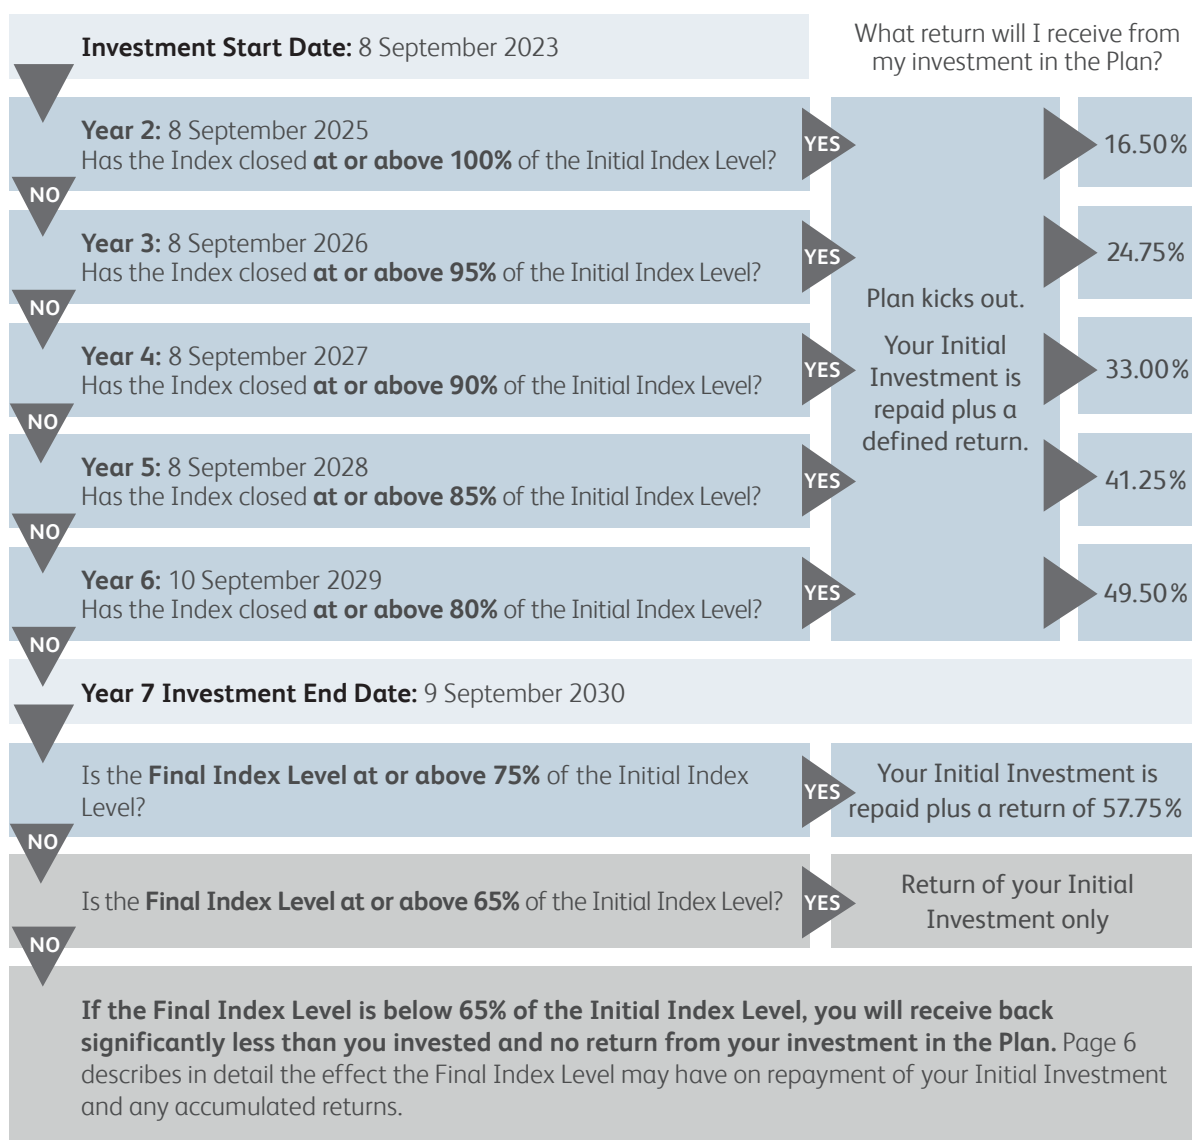 Investment Start Date: 8 September 2023
What return will I receive from
my investment in the Plan?
Year 2: 8 September 2025
Has the Index closed at or above 100% of the Initial Index Level?
YES
16.50%
NO
Year 3: 8 September 2026
Has the Index closed at or above 95% of the Initial Index Level?
YES
24.75%
NO
Plan kicks out.
Your Initial
Investment is
repaid plus a
defined return.
Year 4: 8 September 2027
Has the Index closed at or above 90% of the Initial Index Level?
YES
33.00%
NO
Year 5: 8 September 2028
Has the Index closed at or above 85% of the Initial Index Level?
YES
41.25%
NO
Year 6: 10 September 2029
Has the Index closed at or above 80% of the Initial Index Level?
YES
49.50%
NO
Year 7 Investment End Date: 9 September 2030
Is the Final Index Level at or above 75% of the Initial Index
Level?
YES
Your Initial Investment is
repaid plus a return of 57.75%
NO
Is the Final Index Level at or above 65% of the Initial Index Level?
YES
Return of your Initial
Investment only
NO
If the Final Index Level is below 65% of the Initial Index Level, you will receive back
significantly less than you invested and no return from your investment in the Plan. Page 6
describes in detail the effect the Final Index Level may have on repayment of your Initial Investment
and any accumulated returns.